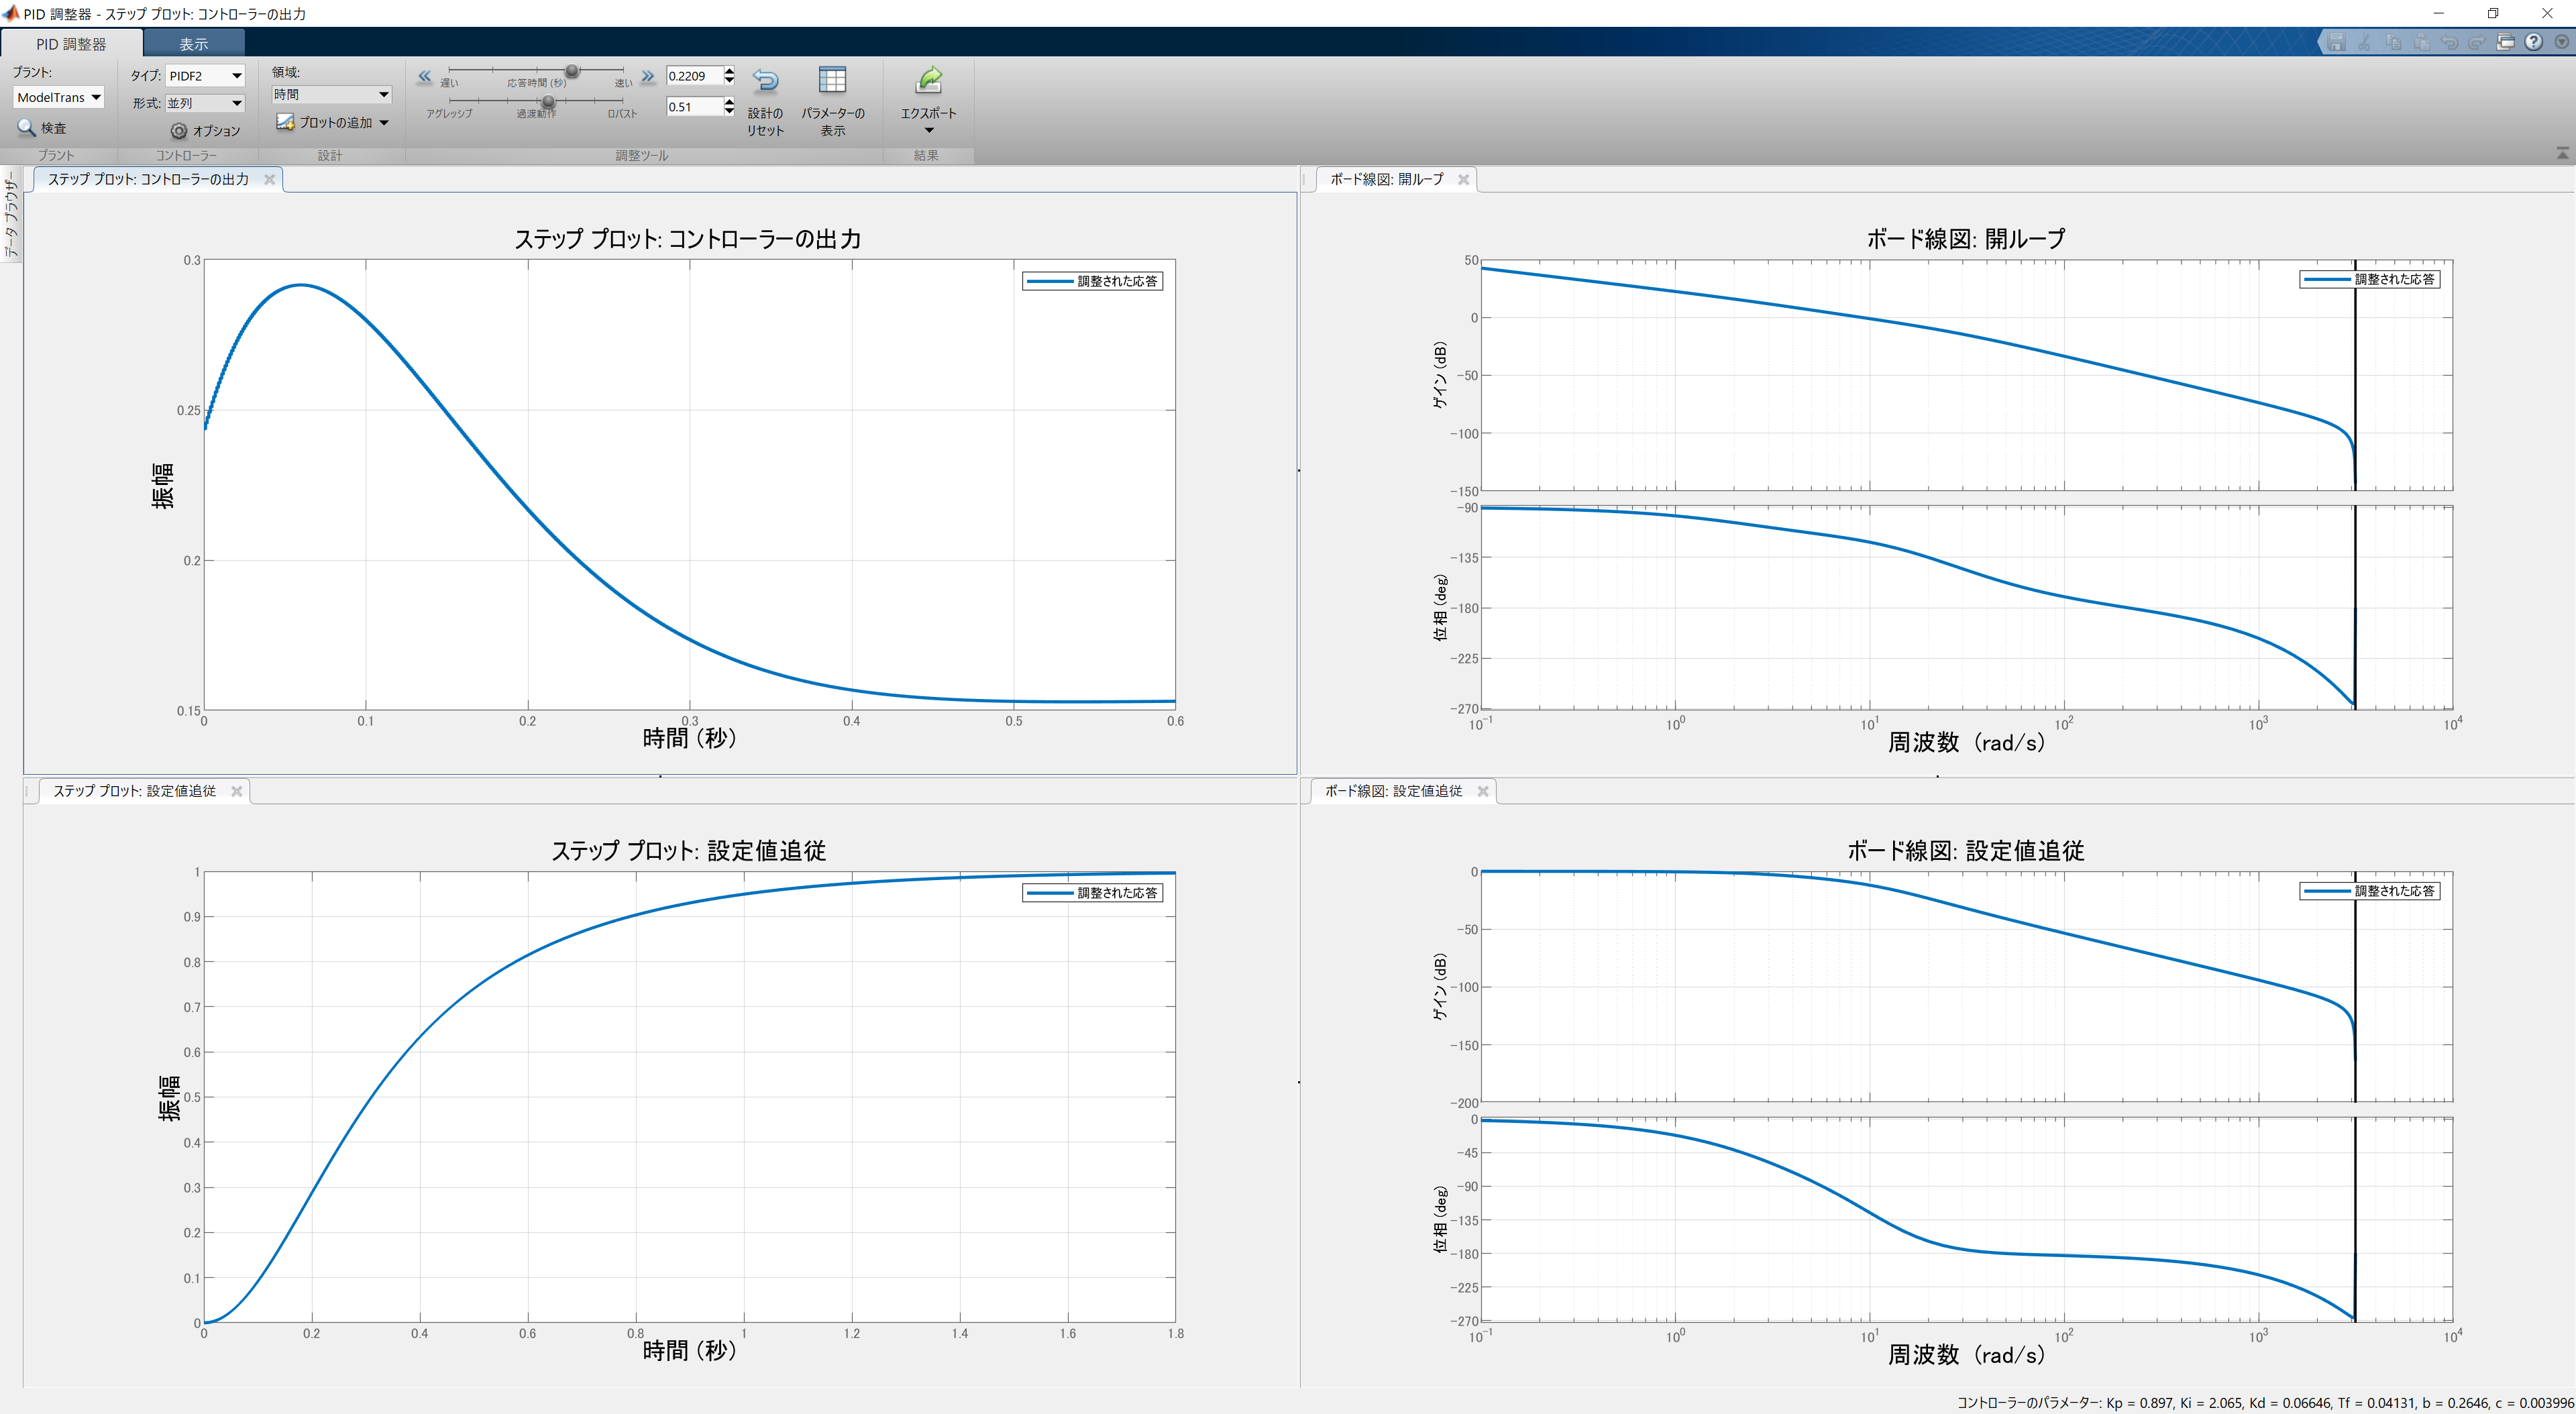 PID 調整器 - ステップ プロット: コントローラーの出力
PID 調整器
表示
プラント:
ModelTrans
検査
プラント
タイプ: PIDF2
形式: 並列
オプション
コントローラー
領域:
時間
プロットの追加
設計
遅い 応答時間 (秒) 速い 0.2209
アグレッシブ 過渡動作 ロバスト 0.51
設計の
リセット
パラメーターの
表示
調整ツール
エクスポート
結果
データ ブラウザー
ステップ プロット: コントローラーの出力
ステップ プロット: コントローラーの出力
調整された応答
振幅
0.3
0.25
0.2
0.15
0 0.1 0.2 0.3 0.4 0.5 0.6
時間 (秒)
ボード線図: 開ループ
ボード線図: 開ループ
調整された応答
ゲイン (dB)
50
0
-50
-100
-150
位相 (deg)
-90
-135
-180
-225
-270
10^-1 10^0 10^1 10^2 10^3 10^4
周波数 (rad/s)
ステップ プロット: 設定値追従
ステップ プロット: 設定値追従
調整された応答
振幅
1
0.9
0.8
0.7
0.6
0.5
0.4
0.3
0.2
0.1
0
0 0.2 0.4 0.6 0.8 1 1.2 1.4 1.6 1.8
時間 (秒)
ボード線図: 設定値追従
ボード線図: 設定値追従
調整された応答
ゲイン (dB)
0
-50
-100
-150
-200
位相 (deg)
0
-45
-90
-135
-180
-225
-270
10^-1 10^0 10^1 10^2 10^3 10^4
周波数 (rad/s)
コントローラーのパラメーター: Kp = 0.897, Ki = 2.065, Kd = 0.06646, Tf = 0.04131, b = 0.2646, c = 0.003996